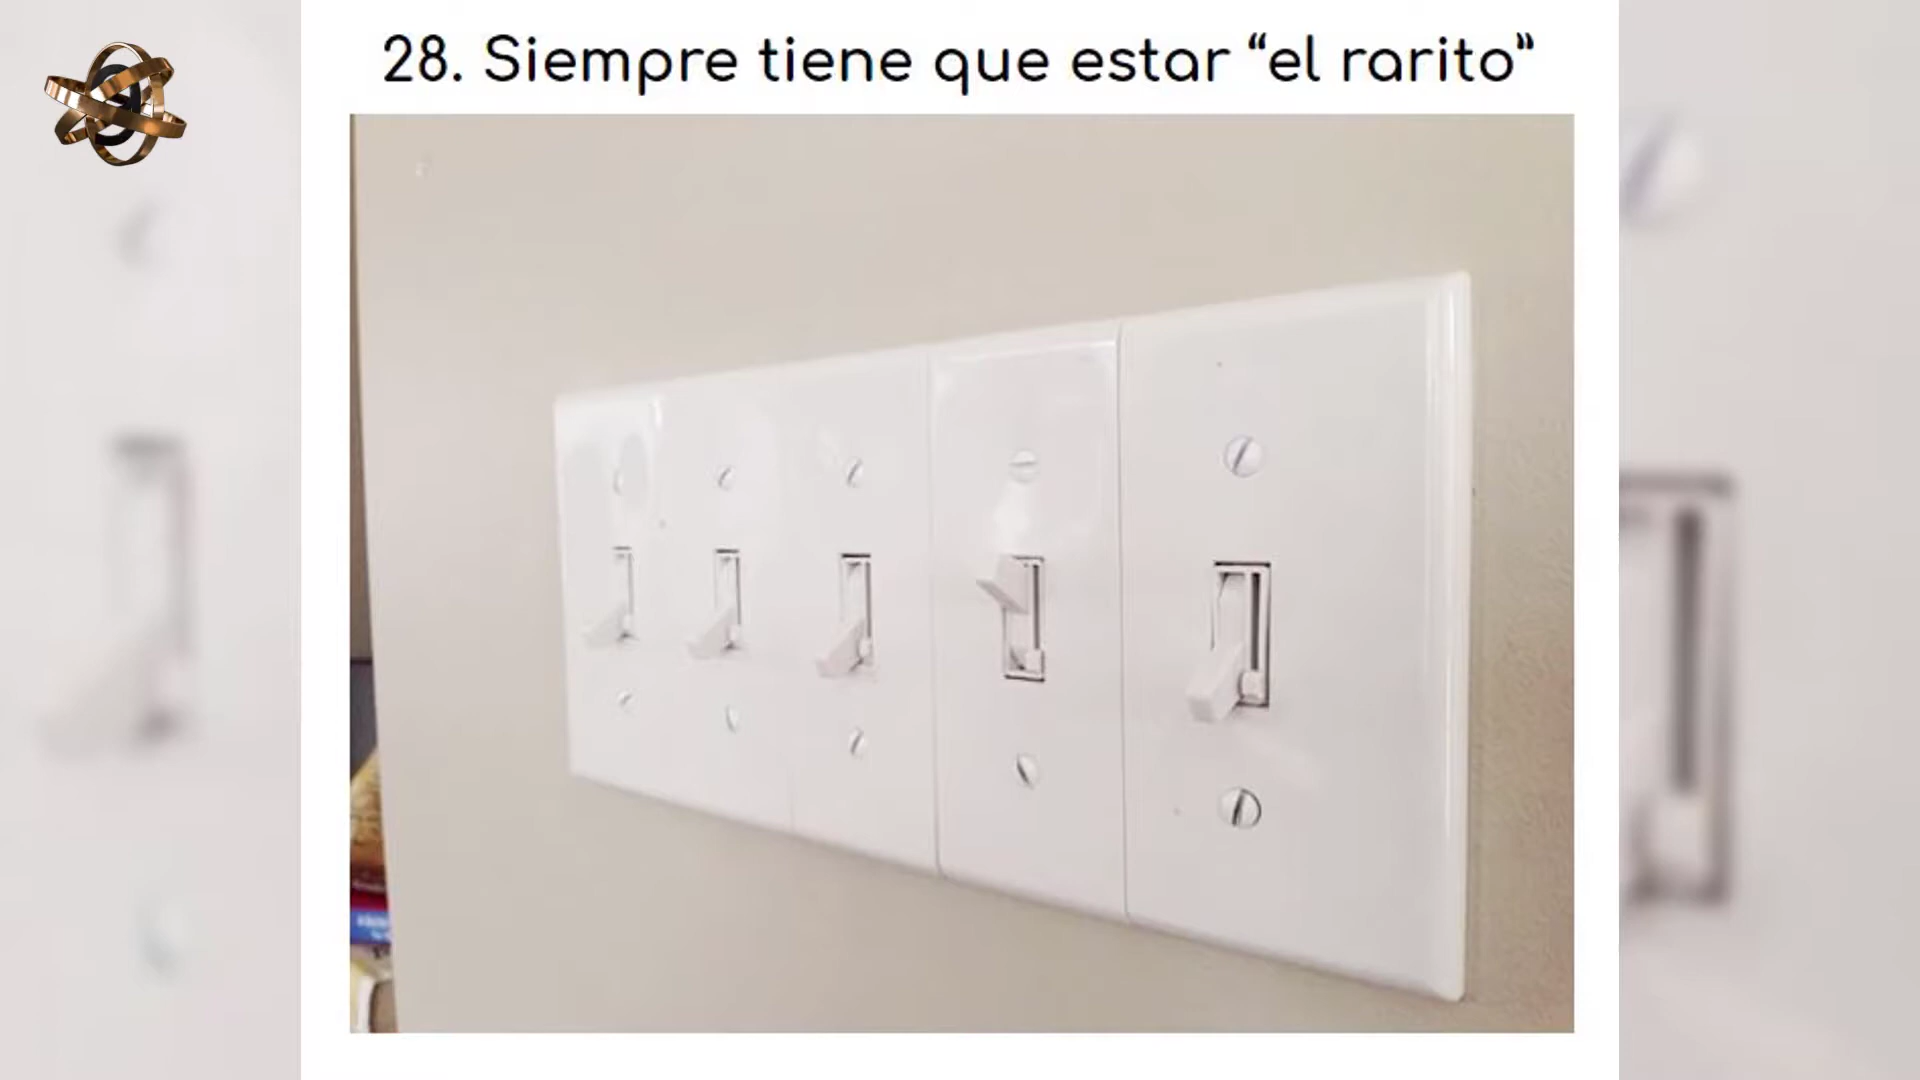 28. Siempre tiene que estar “el rarito”